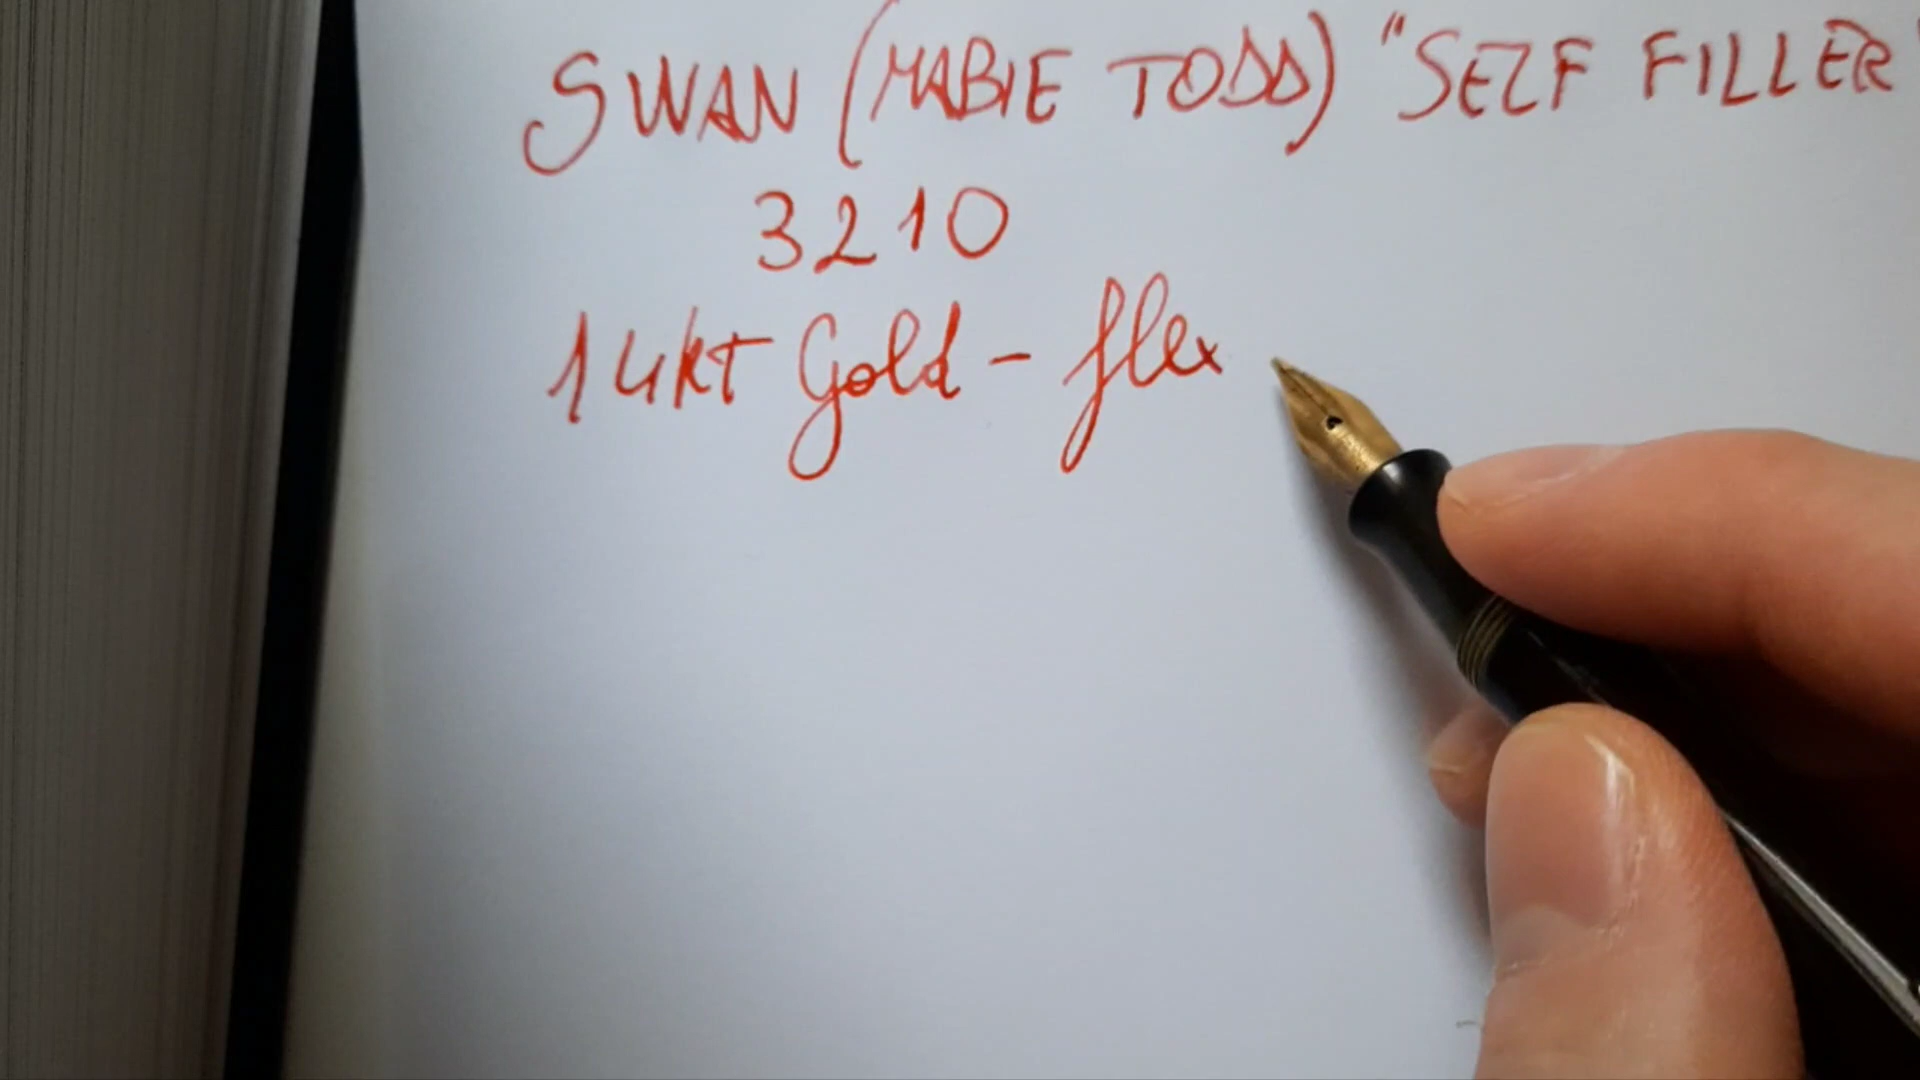 SWAN (MABIE TODD) "SELF FILLER"
3210
14kt Gold - flex